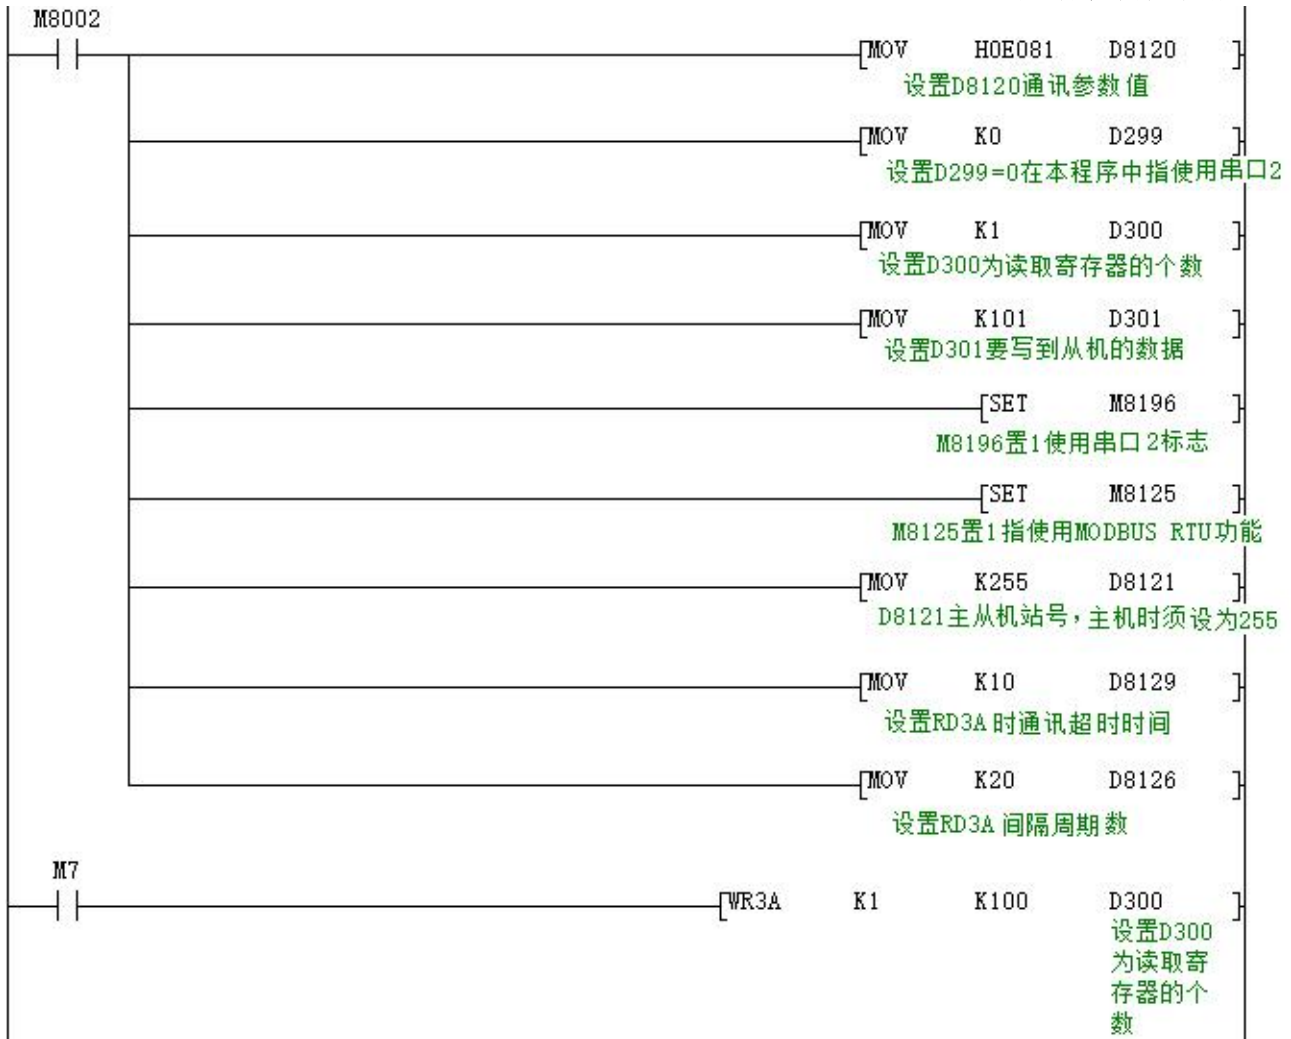 M8002
MOV H0E081 D8120
设置D8120通讯参数值
MOV K0 D299
设置D299=0在本程序中指使用串口2
MOV K1 D300
设置D300为读取寄存器的个数
MOV K101 D301
设置D301要写到从机的数据
SET M8196
M8196置1使用串口2标志
SET M8125
M8125置1指使用MODBUS RTU功能
MOV K255 D8121
D8121主从机站号，主机时须设为255
MOV K10 D8129
设置RD3A时通讯超时时间
MOV K20 D8126
设置RD3A 间隔周期数
M7
WR3A K1 K100 D300
设置D300
为读取寄
存器的个
数